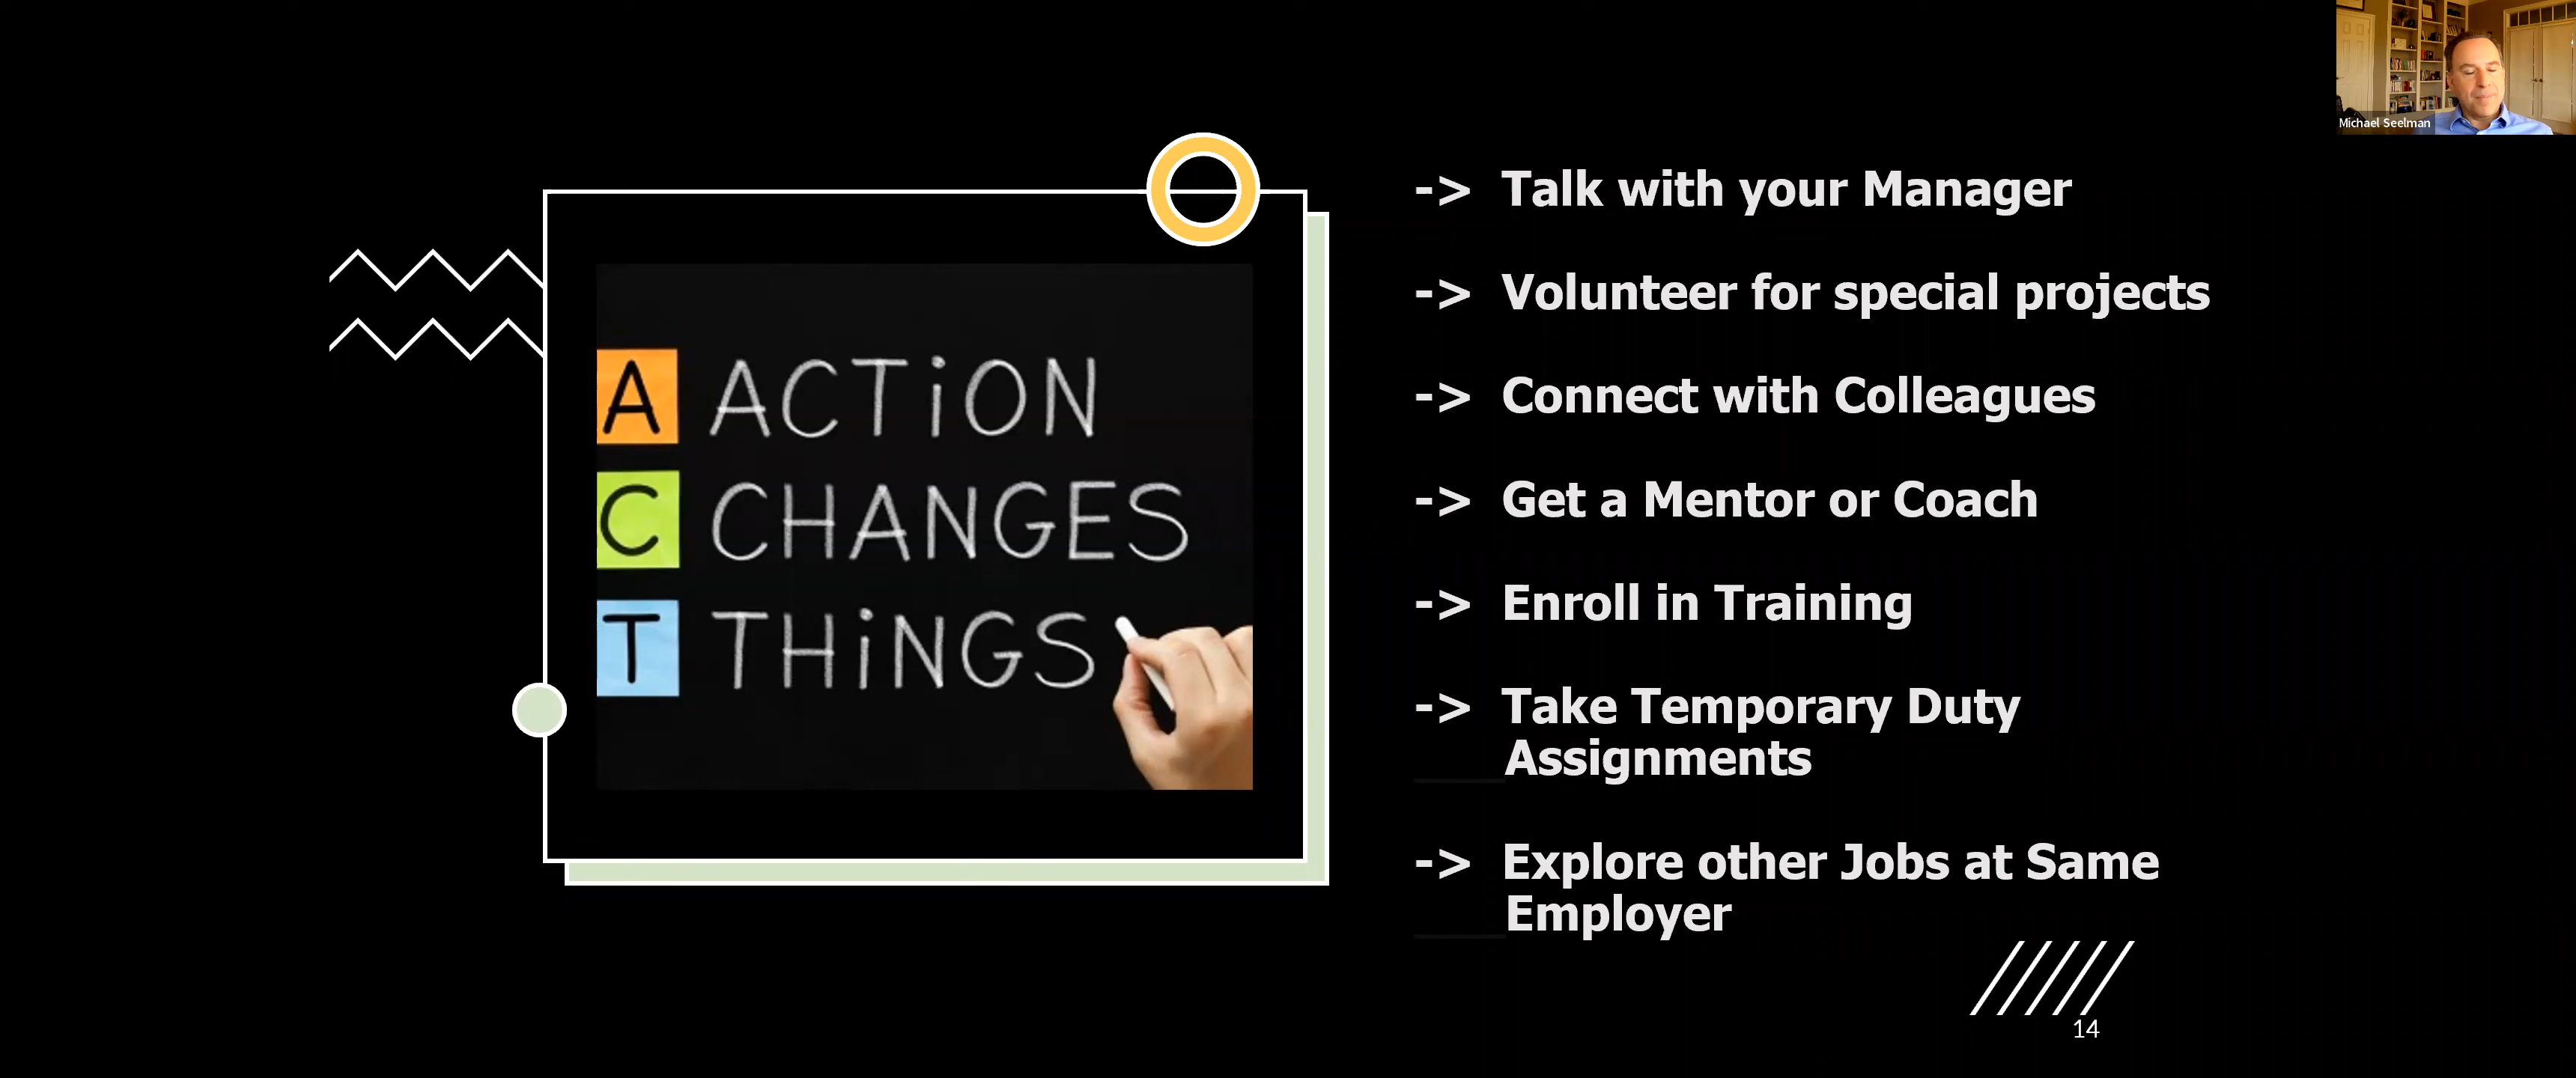 Michael Seelman
A ACTiON
C CHANGES
T THiNGS
-> Talk with your Manager
-> Volunteer for special projects
-> Connect with Colleagues
-> Get a Mentor or Coach
-> Enroll in Training
-> Take Temporary Duty
Assignments
-> Explore other Jobs at Same
Employer
14